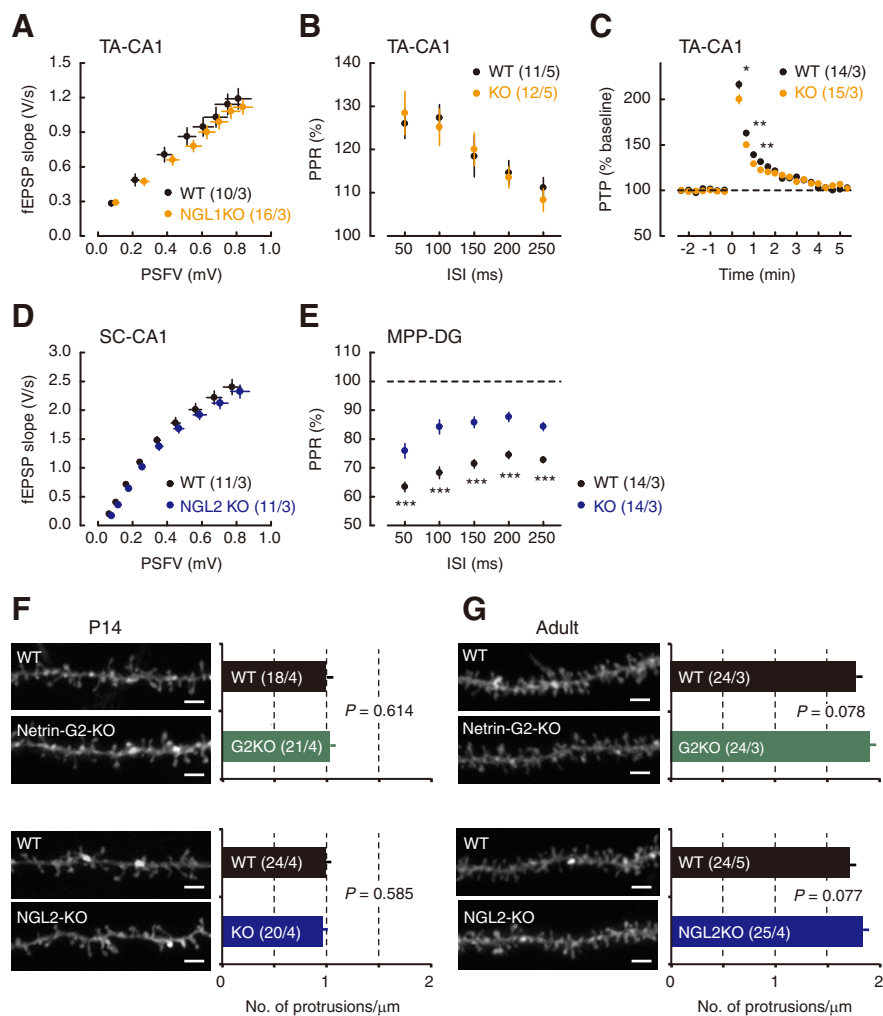 A
TA-CA1
fEPSP slope (V/s)
1.5
1.2
0.9
0.6
0.3
0.0
WT (10/3)
NGL1KO (16/3)
0.0 0.2 0.4 0.6 0.8 1.0
PSFV (mV)
B
TA-CA1
PPR (%)
140
130
120
110
100
WT (11/5)
KO (12/5)
50 100 150 200 250
ISI (ms)
C
TA-CA1
PTP (% baseline)
200
150
100
50
WT (14/3)
KO (15/3)
*
**
**
-2 -1 0 1 2 3 4 5
Time (min)
D
SC-CA1
fEPSP slope (V/s)
2.5
2.0
1.5
1.0
0.5
0.0
WT (11/3)
NGL2 KO (11/3)
0.0 0.2 0.4 0.6 0.8 1.0
PSFV (mV)
E
MPP-DG
PPR (%)
110
100
90
80
70
60
50
*** *** *** *** ***
WT (14/3)
KO (14/3)
50 100 150 200 250
ISI (ms)
F
P14
WT
Netrin-G2-KO
WT (18/4)
P = 0.614
G2KO (21/4)
WT
NGL2-KO
WT (24/4)
P = 0.585
KO (20/4)
0 1 2
No. of protrusions/μm
G
Adult
WT
Netrin-G2-KO
WT (24/3)
P = 0.078
G2KO (24/3)
WT
NGL2-KO
WT (24/5)
P = 0.077
NGL2KO (25/4)
0 1 2
No. of protrusions/μm